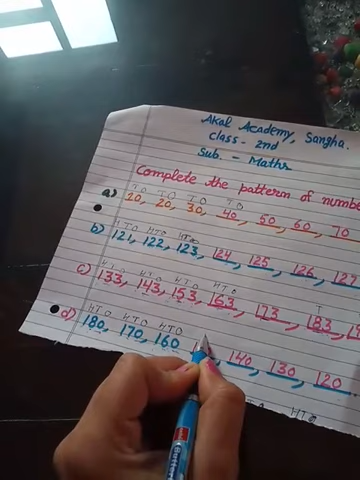 Akal Academy, Sangha.
Class - 2nd
Sub. - Maths
Complete the pattern of
TO TO TO TO
a) 10, 20, 30, 40, 50, 60, 70
HTO HTO HTO
b) 121, 122, 123, 124, 125, 126, 127
HTO HTO HTO HTO
c) 133, 143, 153, 163, 173, 183,
HTO HTO HTO
d) 180, 170, 160 140, 130, 120
HTO